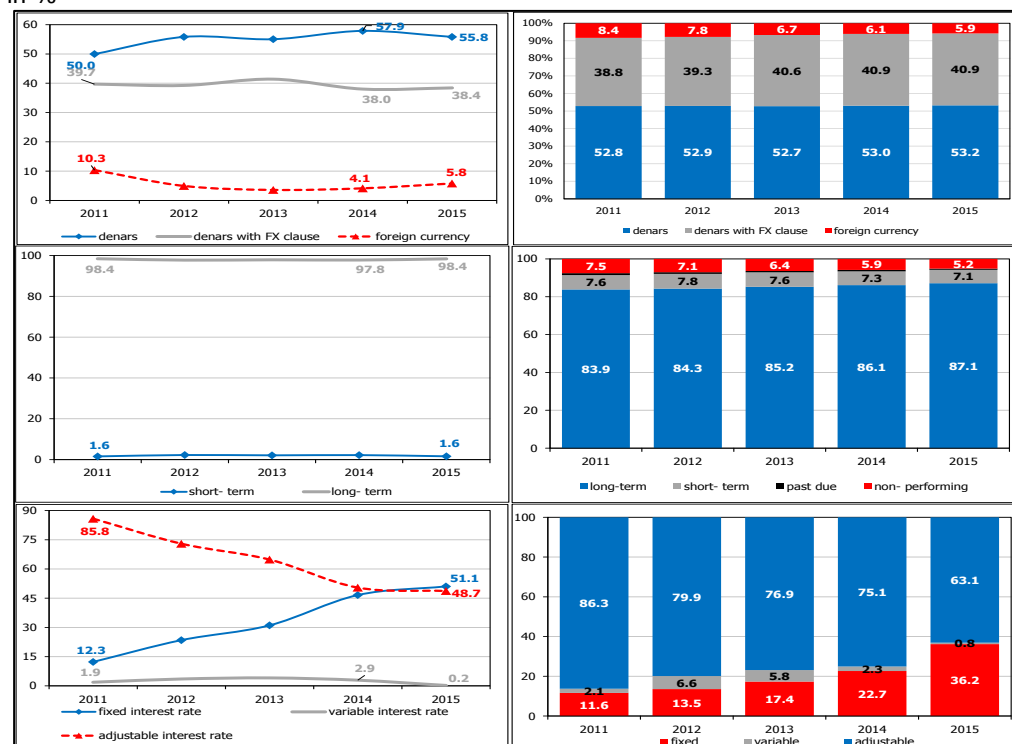 60
50
40
30
20
10
0
50.0
39.7
57.9
55.8
38.0
38.4
10.3
4.1
5.8
2011 2012 2013 2014 2015
denars denars with FX clause foreign currency
100%
90%
80%
70%
60%
50%
40%
30%
20%
10%
0%
8.4 7.8 6.7 6.1 5.9
38.8 39.3 40.6 40.9 40.9
52.8 52.9 52.7 53.0 53.2
2011 2012 2013 2014 2015
denars denars with FX clause foreign currency
100
80
60
40
20
0
98.4 97.8 98.4
1.6 1.6
2011 2012 2013 2014 2015
short- term long- term
100
80
60
40
20
0
7.5 7.1 6.4 5.9 5.2
7.6 7.8 7.6 7.3 7.1
83.9 84.3 85.2 86.1 87.1
2011 2012 2013 2014 2015
long-term short- term past due non- performing
90
75
60
45
30
15
0
85.8
51.1
48.7
12.3
1.9 2.9 0.2
2011 2012 2013 2014 2015
fixed interest rate variable interest rate
adjustable interest rate
100
80
60
40
20
0
86.3 79.9 76.9 75.1 63.1
2.1 6.6 5.8 2.3 0.8
11.6 13.5 17.4 22.7 36.2
2011 2012 2013 2014 2015
fixed variable adjustable